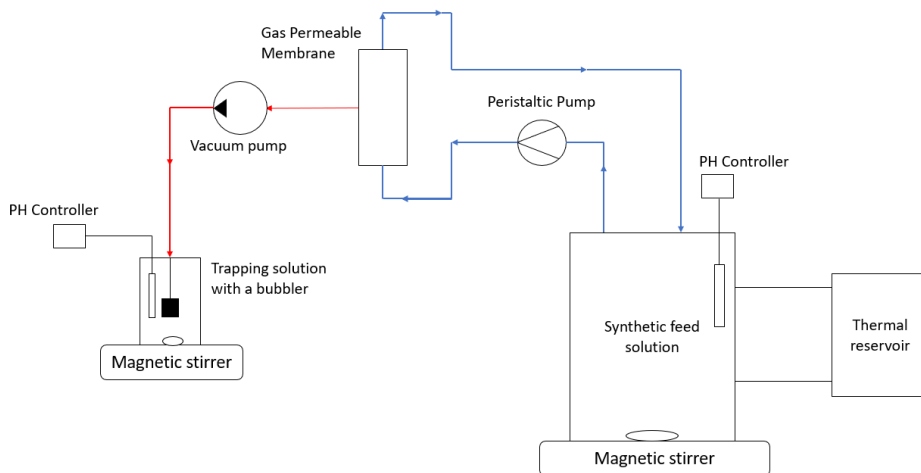 Gas Permeable
Membrane
Peristaltic Pump
Vacuum pump
PH Controller
PH Controller
Trapping solution
with a bubbler
Synthetic feed
solution
Thermal
reservoir
Magnetic stirrer
Magnetic stirrer